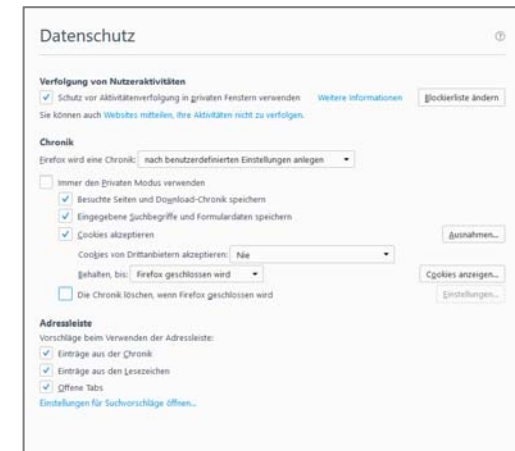 Datenschutz
Verfolgung von Nutzeraktivitäten
Schutz vor Aktivitätenverfolgung in privaten Fenstern verwenden Weitere Informationen Blockierliste ändern
Sie können auch Websites mitteilen, Ihre Aktivitäten nicht zu verfolgen.
Chronik
Firefox wird eine Chronik: nach benutzerdefinierten Einstellungen anlegen
Immer den Privaten Modus verwenden
Besuchte Seiten und Download-Chronik speichern
Eingegebene Suchbegriffe und Formulardaten speichern
Cookies akzeptieren Ausnahmen...
Cookies von Drittanbietern akzeptieren: Nie
Behalten, bis: Firefox geschlossen wird Cookies anzeigen...
Die Chronik löschen, wenn Firefox geschlossen wird Einstellungen...
Adressleiste
Vorschläge beim Verwenden der Adressleiste:
Einträge aus der Chronik
Einträge aus den Lesezeichen
Offene Tabs
Einstellungen für Suchvorschläge öffnen...